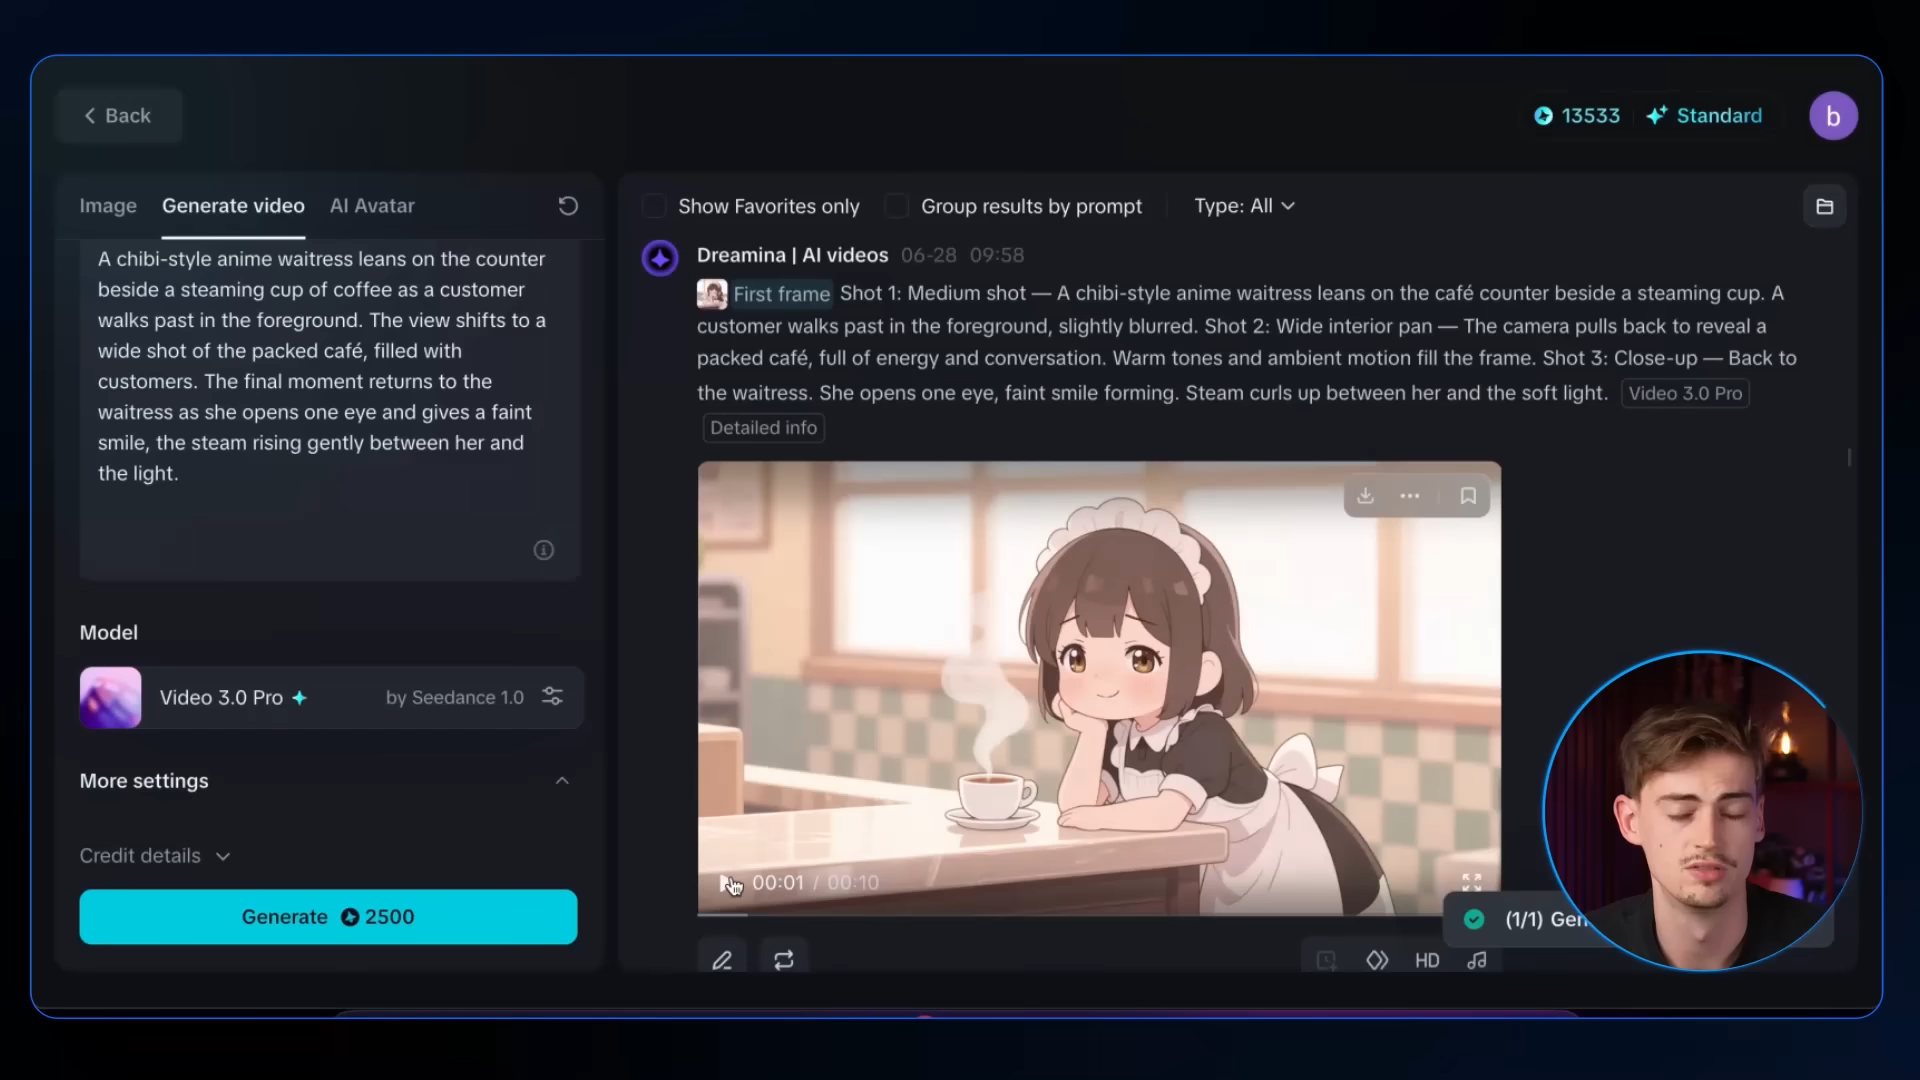 Back
13533
Standard
b
Image
Generate video
AI Avatar
A chibi-style anime waitress leans on the counter
beside a steaming cup of coffee as a customer
walks past in the foreground. The view shifts to a
wide shot of the packed café, filled with
customers. The final moment returns to the
waitress as she opens one eye and gives a faint
smile, the steam rising gently between her and
the light.
Model
Video 3.0 Pro
by Seedance 1.0
More settings
Credit details
Generate 2500
Show Favorites only
Group results by prompt
Type: All
Dreamina | AI videos 06-28 09:58
First frame Shot 1: Medium shot — A chibi-style anime waitress leans on the café counter beside a steaming cup. A
customer walks past in the foreground, slightly blurred. Shot 2: Wide interior pan — The camera pulls back to reveal a
packed café, full of energy and conversation. Warm tones and ambient motion fill the frame. Shot 3: Close-up — Back to
the waitress. She opens one eye, faint smile forming. Steam curls up between her and the soft light. Video 3.0 Pro
Detailed info
00:01 / 00:10
(1/1) Gen
HD